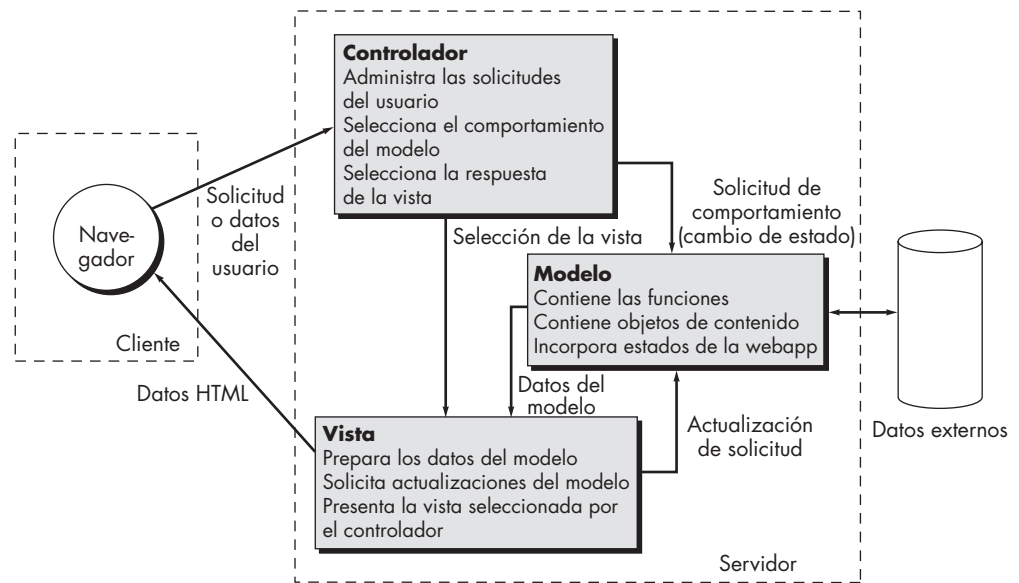 Controlador
Administra las solicitudes
del usuario
Selecciona el comportamiento
del modelo
Selecciona la respuesta
de la vista
Nave-
gador
Cliente
Solicitud
o datos
del
usuario
Selección de la vista
Solicitud de
comportamiento
(cambio de estado)
Modelo
Contiene las funciones
Contiene objetos de contenido
Incorpora estados de la webapp
Datos HTML
Datos del
modelo
Actualización
de solicitud
Datos externos
Vista
Prepara los datos del modelo
Solicita actualizaciones del modelo
Presenta la vista seleccionada por
el controlador
Servidor